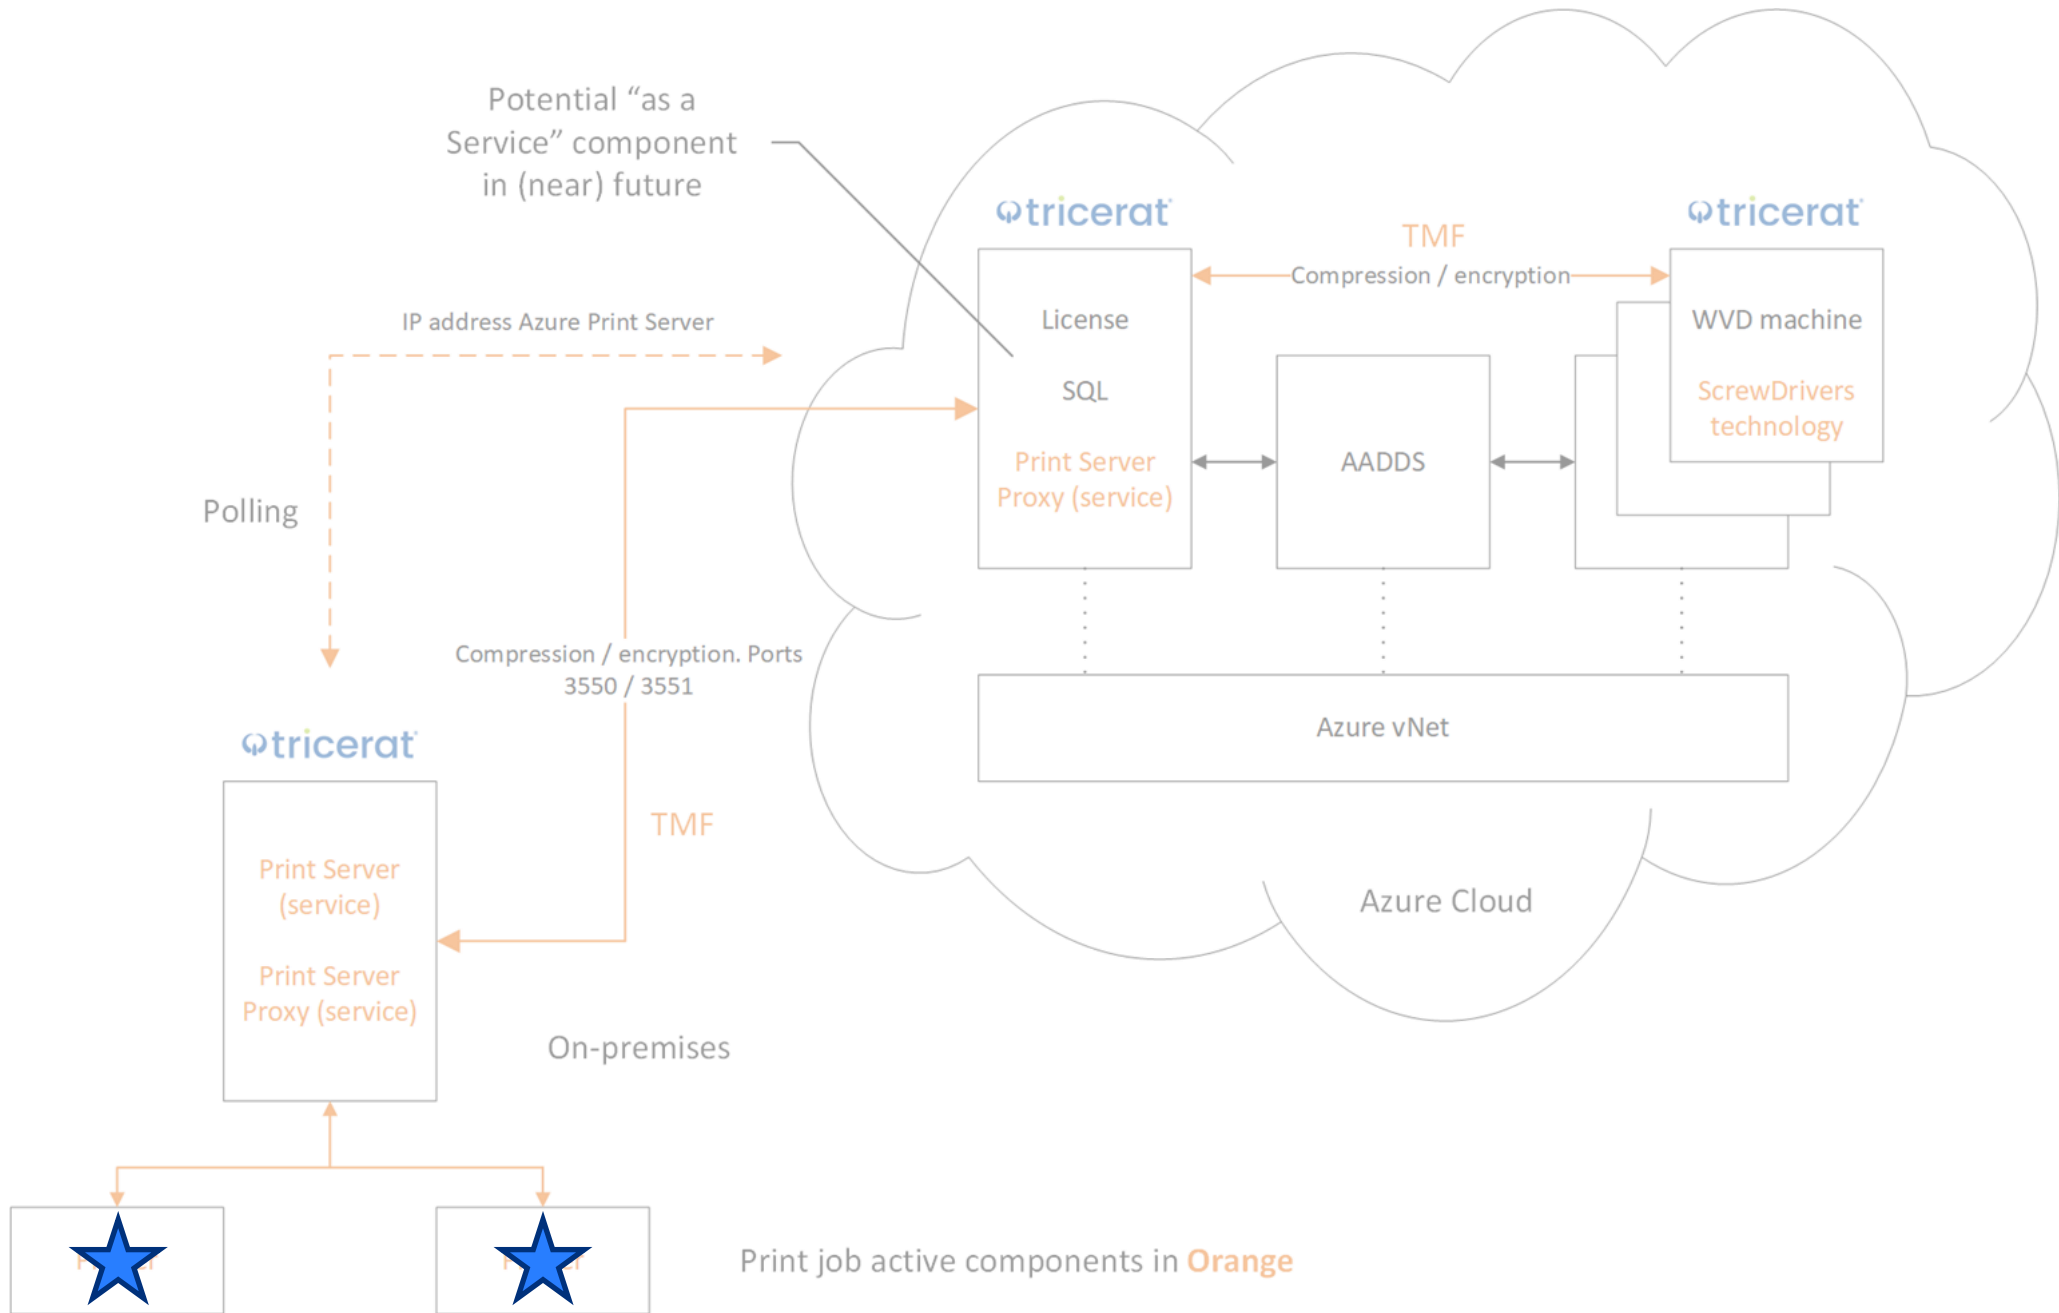 Potential “as a
Service” component
in (near) future
tricerat
tricerat
TMF
Compression / encryption
License
SQL
Print Server
Proxy (service)
WVD machine
ScrewDrivers
technology
AADDS
IP address Azure Print Server
Polling
Compression / encryption. Ports
3550 / 3551
Azure vNet
tricerat
TMF
Print Server
(service)
Print Server
Proxy (service)
Azure Cloud
On-premises
Print job active components in Orange